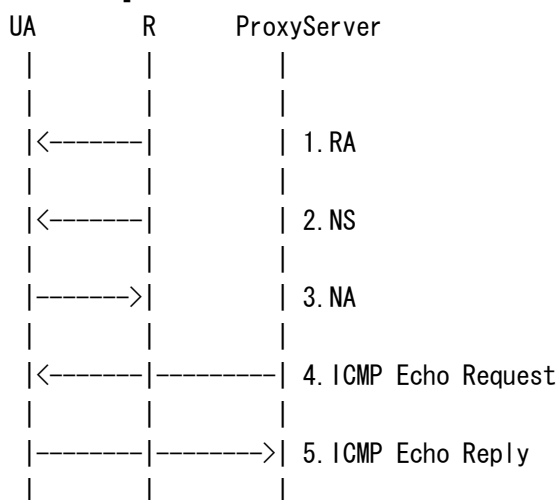 UA R ProxyServer
| | |
| | |
|<-------| | 1.RA
| | |
|<-------| | 2.NS
| | |
|------->| | 3.NA
| | |
|<-------|---------| 4.ICMP Echo Request
| | |
|--------|-------->| 5.ICMP Echo Reply
| | |